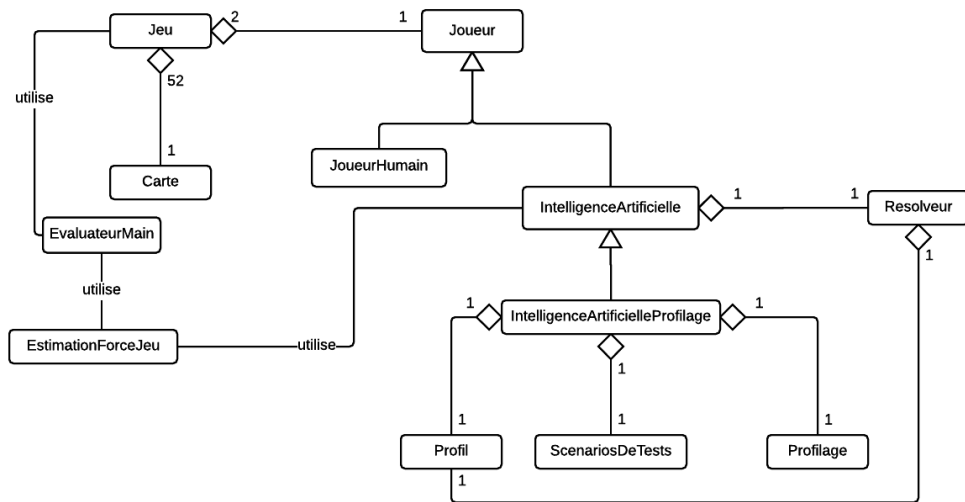 Jeu
2
1
Joueur
52
utilise
1
Carte
JoueurHumain
IntelligenceArtificielle
1
1
Resolveur
EvaluateurMain
1
utilise
1
IntelligenceArtificielleProfilage
1
EstimationForceJeu
utilise
1
1
1
1
Profil
ScenariosDeTests
Profilage
1